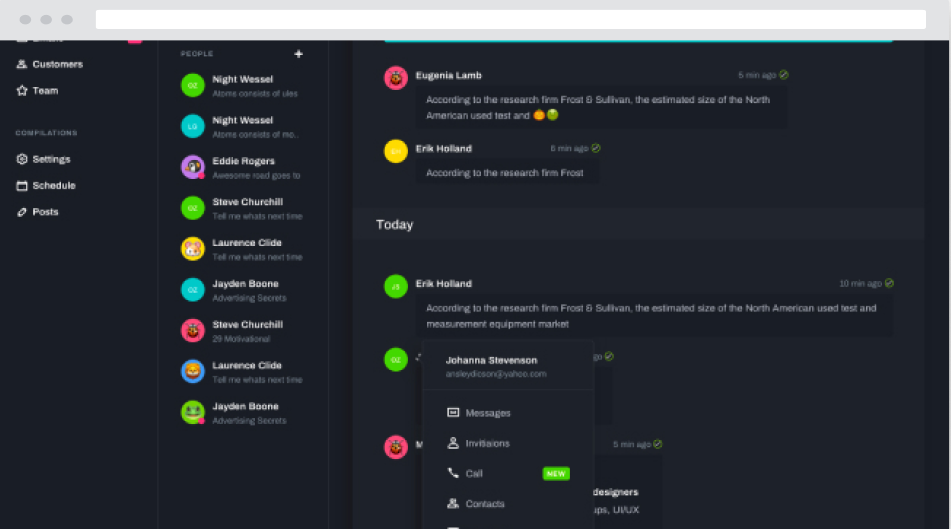 Customers
Team
COMPILATIONS
Settings
Schedule
Posts
PEOPLE
OZ
Night Wessel
Atoms consists of ules
LG
Night Wessel
Atoms consists of mo..
Eddie Rogers
Awesome road goes to
OZ
Steve Churchill
Tell me whats next time
Laurence Clide
Tell me whats next time
OZ
Jayden Boone
Advertising Secrets
Steve Churchill
29 Motivational
Laurence Clide
Tell me whats next time
Jayden Boone
Advertising Secrets
Eugenia Lamb
5 min ago
According to the research firm Frost & Sullivan, the estimated size of the North
American used test and
Erik Holland
6 min ago
According to the research firm Frost
Today
JS
Erik Holland
10 min ago
According to the research firm Frost & Sullivan, the estimated size of the North American used test and
measurement equipment market
OZ
go
Johanna Stevenson
ansleydicson@yahoo.com
Messages
Invitiaions
5 min ago
Call
NEW
designers
Contacts
ups, UI/UX